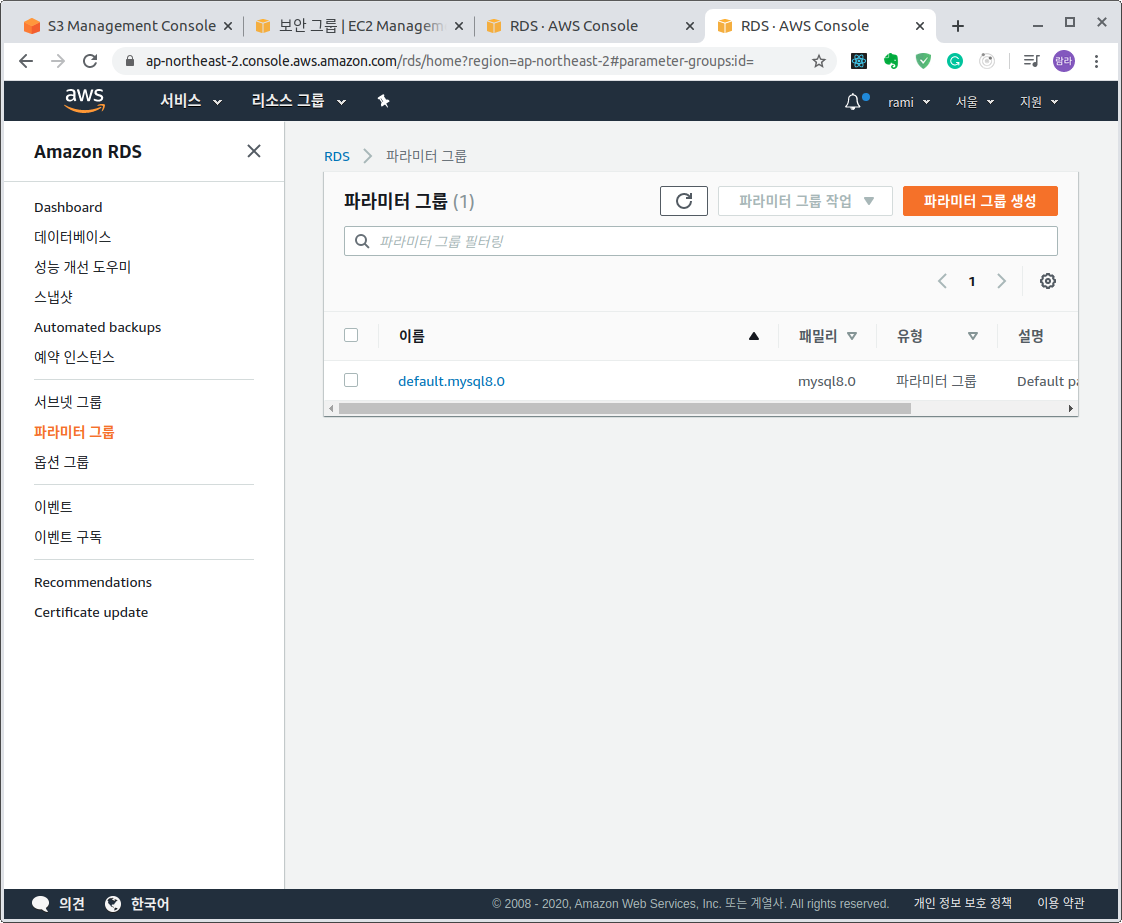 S3 Management Console
보안 그룹 | EC2 Managem
RDS · AWS Console
RDS · AWS Console
ap-northeast-2.console.aws.amazon.com/rds/home?region=ap-northeast-2#parameter-groups:id=
람라
aws
서비스
리소스 그룹
rami
서울
지원
Amazon RDS
Dashboard
데이터베이스
성능 개선 도우미
스냅샷
Automated backups
예약 인스턴스
서브넷 그룹
파라미터 그룹
옵션 그룹
이벤트
이벤트 구독
Recommendations
Certificate update
RDS 파라미터 그룹
파라미터 그룹 (1)
파라미터 그룹 작업
파라미터 그룹 생성
파라미터 그룹 필터링
1
이름 패밀리 유형 설명
default.mysql8.0 mysql8.0 파라미터 그룹 Default pa
의견
한국어
© 2008 - 2020, Amazon Web Services, Inc. 또는 계열사. All rights reserved.
개인 정보 보호 정책
이용 약관